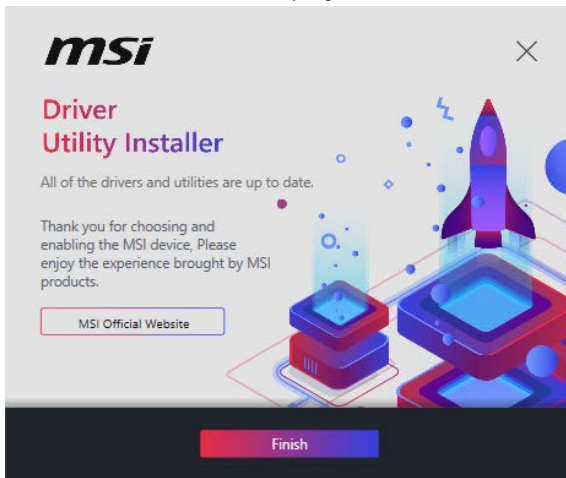 msi
Driver
Utility Installer
All of the drivers and utilities are up to date.
Thank you for choosing and
enabling the MSI device, Please
enjoy the experience brought by MSI
products.
MSI Official Website
Finish